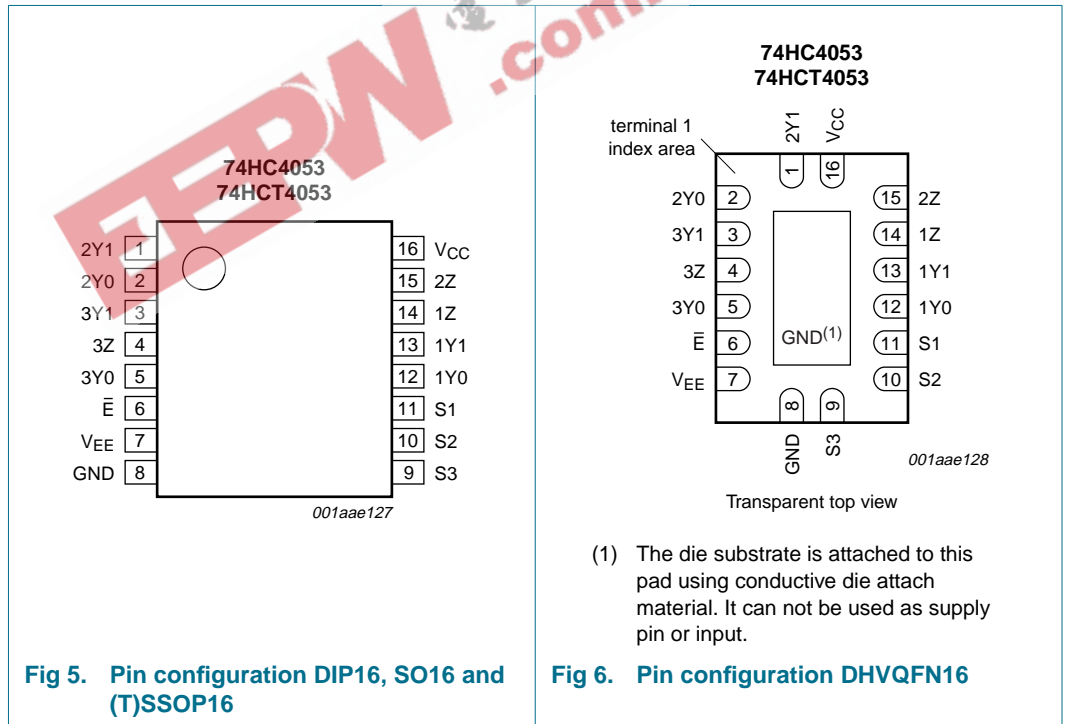 EEPW
.com
74HC4053
74HCT4053
2Y1 1
2Y0 2
3Y1 3
3Z 4
3Y0 5
E̅ 6
VEE 7
GND 8
16 VCC
15 2Z
14 1Z
13 1Y1
12 1Y0
11 S1
10 S2
9 S3
001aae127
Fig 5. Pin configuration DIP16, SO16 and
(T)SSOP16
74HC4053
74HCT4053
terminal 1
index area
2Y1
VCC
1
16
2Y0 2
3Y1 3
3Z 4
3Y0 5
E̅ 6
VEE 7
15 2Z
14 1Z
13 1Y1
12 1Y0
11 S1
10 S2
GND(1)
8
9
GND
S3
001aae128
Transparent top view
(1) The die substrate is attached to this
pad using conductive die attach
material. It can not be used as supply
pin or input.
Fig 6. Pin configuration DHVQFN16